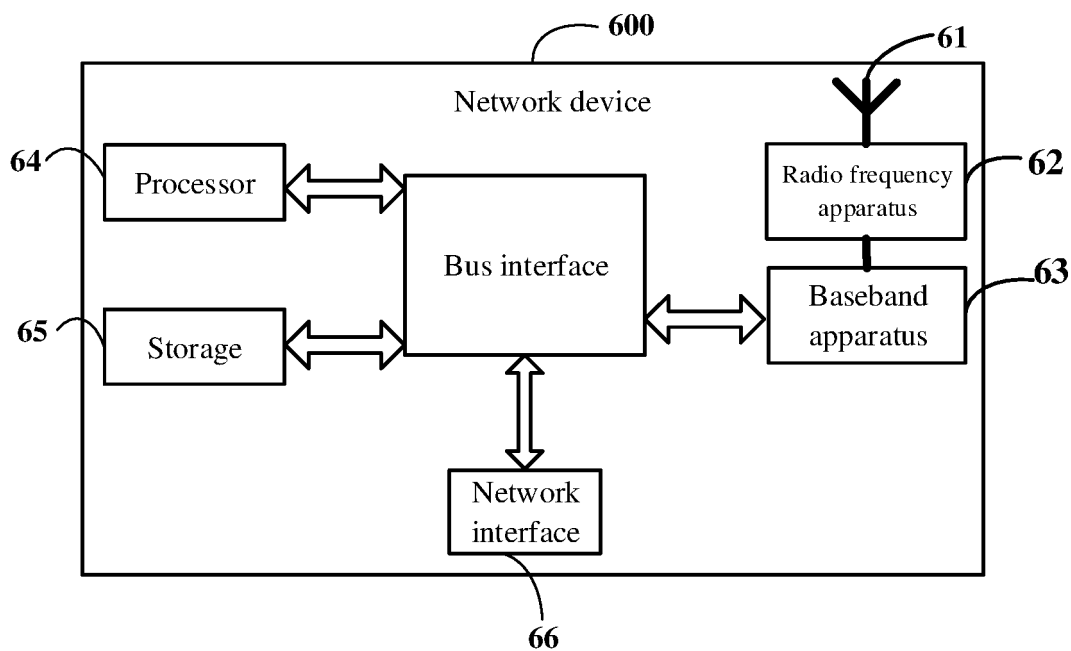 600
61
Network device
64
Processor
Radio frequency
apparatus
62
Bus interface
63
Baseband
apparatus
65
Storage
Network
interface
66